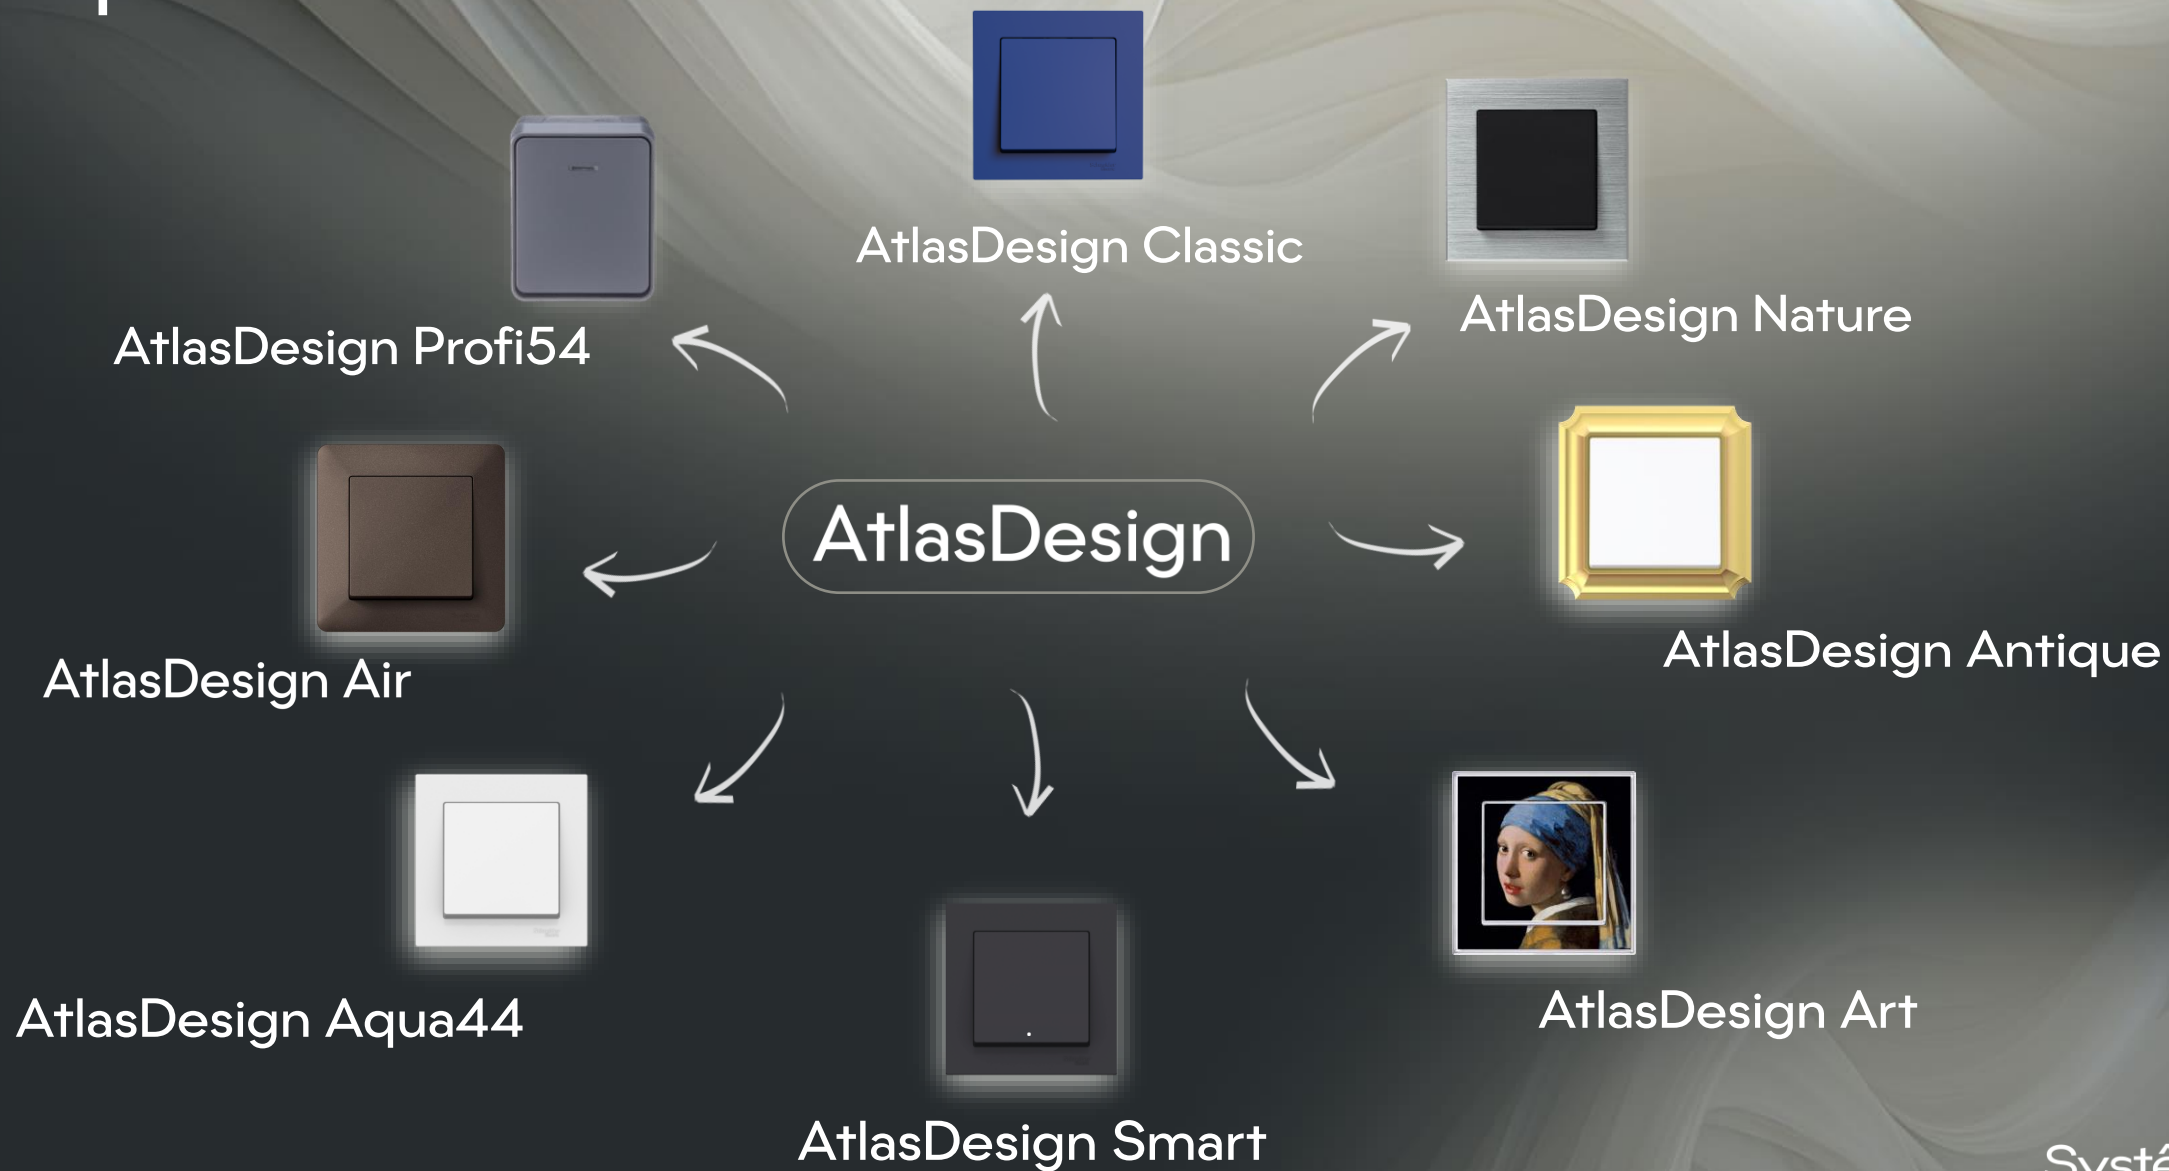 AtlasDesign Classic
AtlasDesign Nature
AtlasDesign Profi54
AtlasDesign
AtlasDesign Antique
AtlasDesign Air
AtlasDesign Art
AtlasDesign Aqua44
AtlasDesign Smart